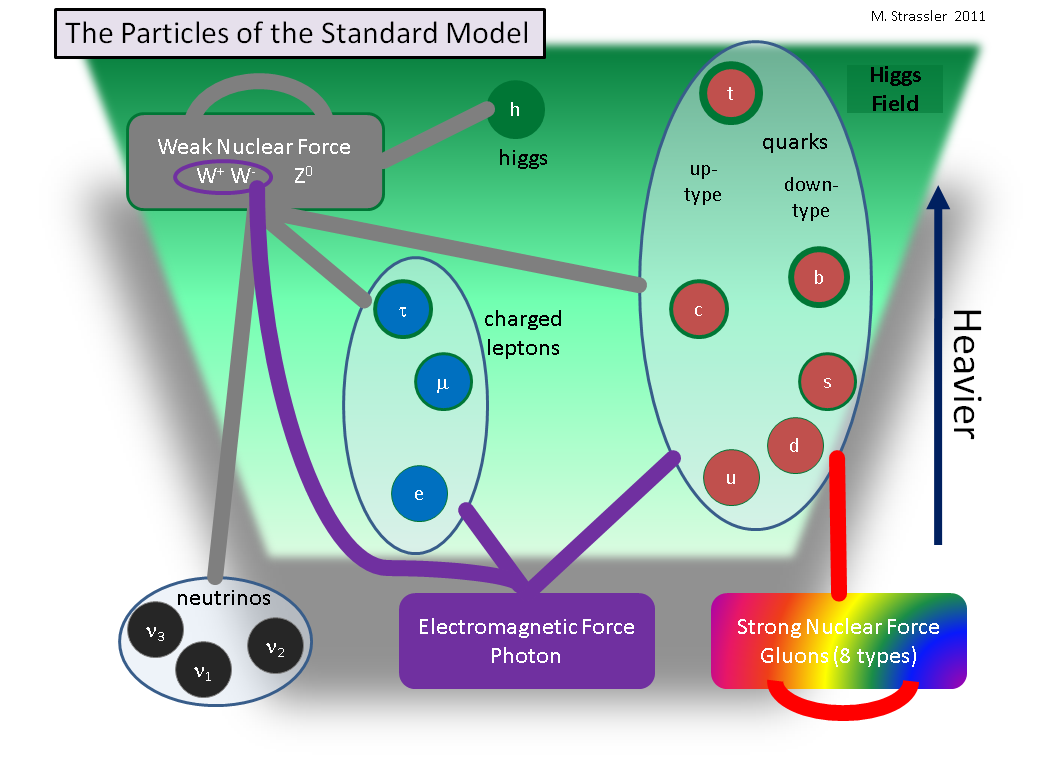 The Particles of the Standard Model
M. Strassler 2011
Higgs
Field
Weak Nuclear Force
W⁺ W⁻ Z⁰
h
higgs
t
quarks
up-
type
down-
type
b
c
s
d
u
τ
μ
e
charged
leptons
Heavier
neutrinos
ν₃
ν₁
ν₂
Electromagnetic Force
Photon
Strong Nuclear Force
Gluons (8 types)